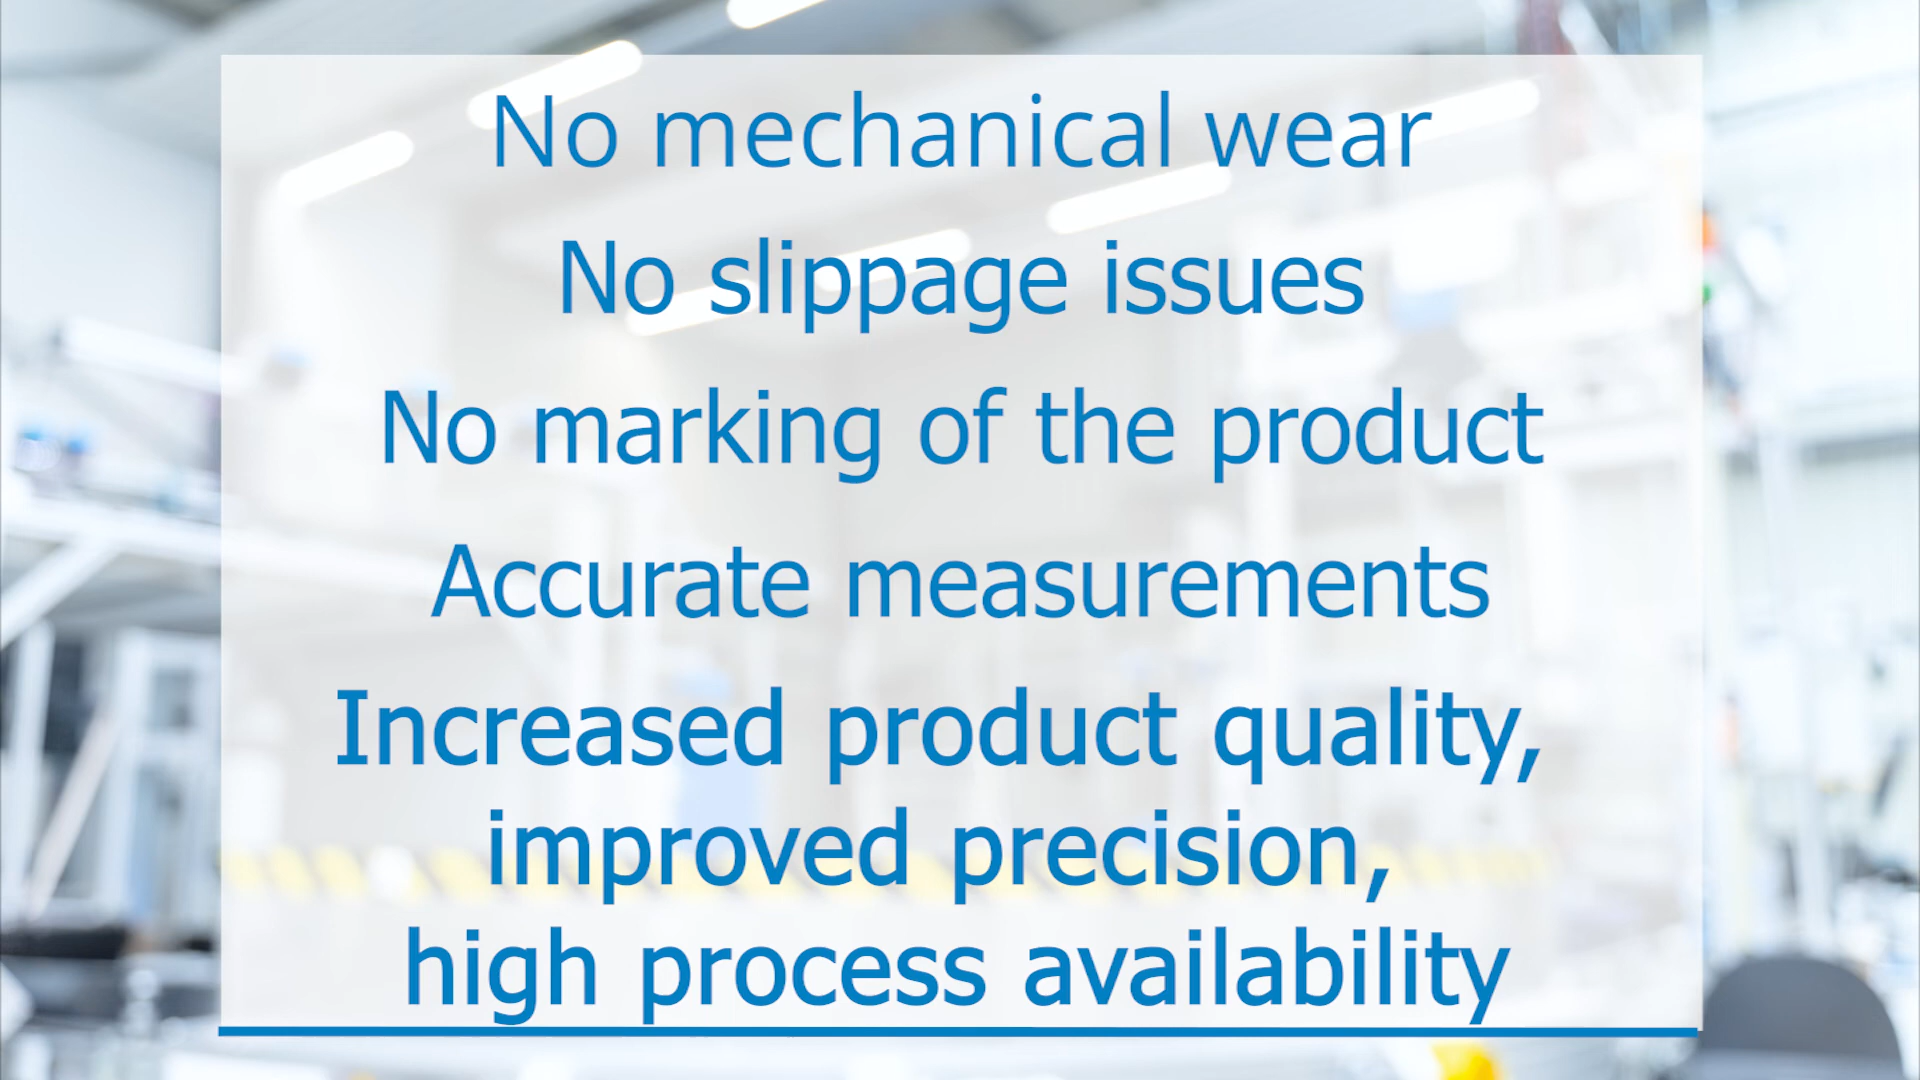 No mechanical wear
No slippage issues
No marking of the product
Accurate measurements
Increased product quality,
improved precision,
high process availability